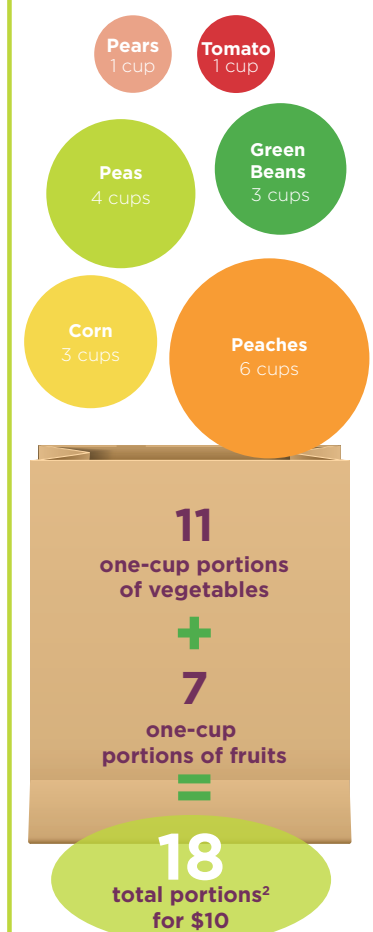 Pears
1 cup
Tomato
1 cup
Peas
4 cups
Green
Beans
3 cups
Corn
3 cups
Peaches
6 cups
11
one-cup portions
of vegetables
+
7
one-cup
portions of fruits
=
18
total portions²
for $10